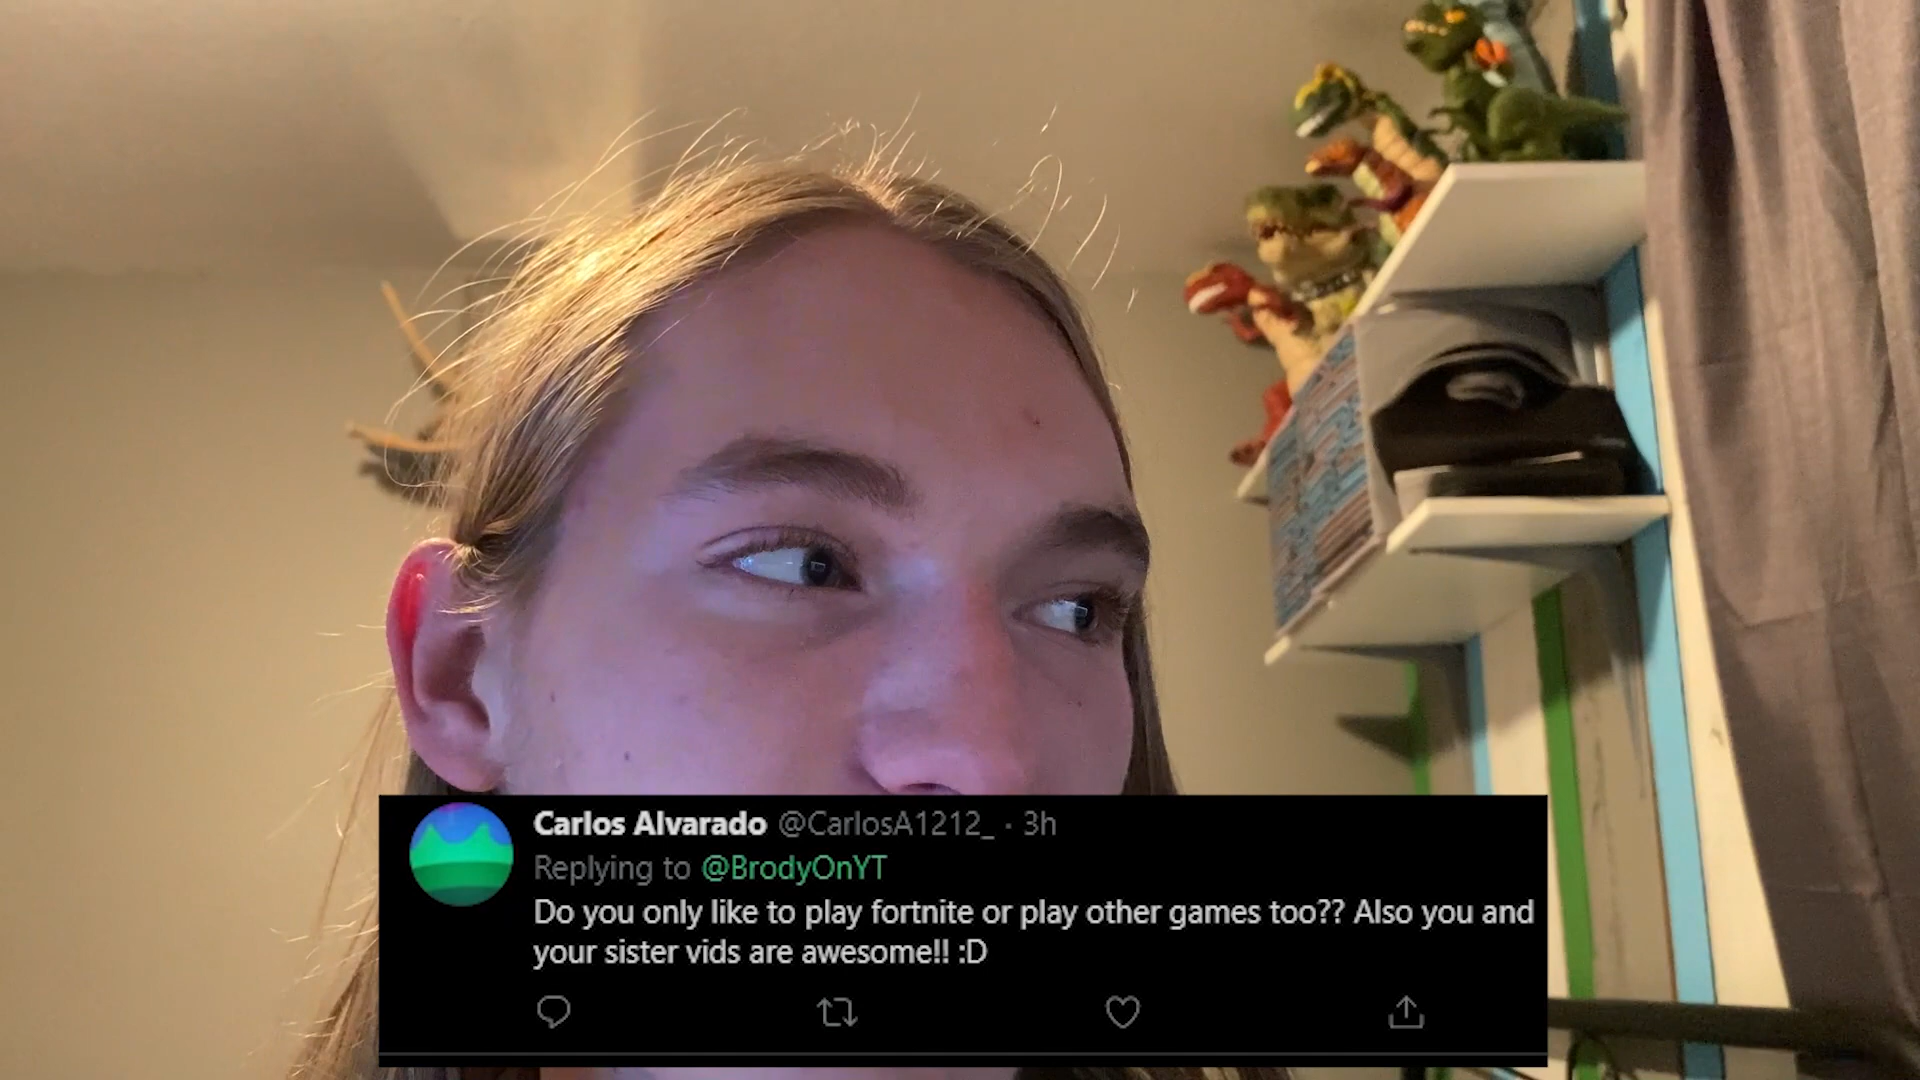 Carlos Alvarado @CarlosA1212_ · 3h
Replying to @BrodyOnYT
Do you only like to play fortnite or play other games too?? Also you and
your sister vids are awesome!! :D